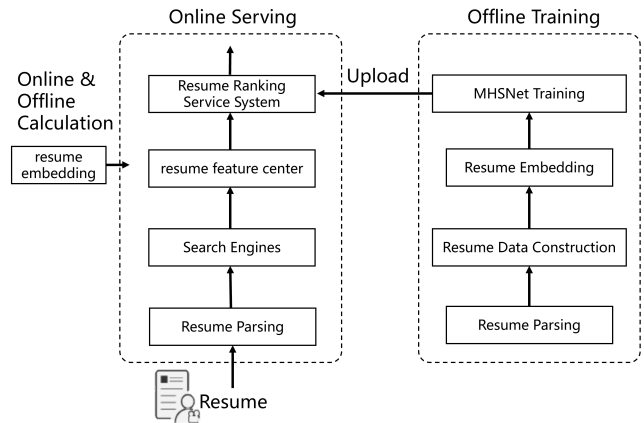 Online Serving
Offline Training
Online &
Offline
Calculation
resume
embedding
Resume Ranking
Service System
resume feature center
Search Engines
Resume Parsing
Resume
Upload
MHSNet Training
Resume Embedding
Resume Data Construction
Resume Parsing